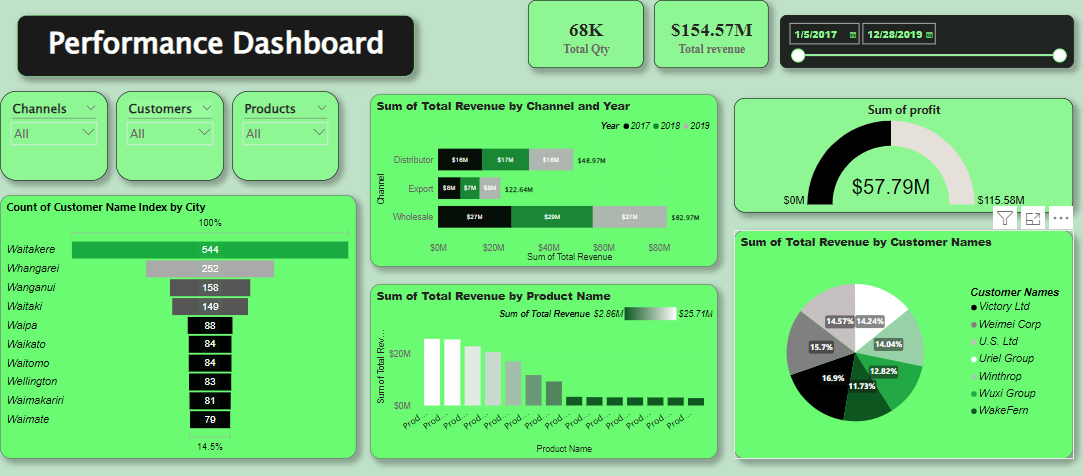 Performance Dashboard
68K
Total Qty
$154.57M
Total revenue
1/5/2017
12/28/2019
Channels
All
Customers
All
Products
All
Count of Customer Name Index by City
100%
Waitakere 544
Whangarei 252
Wanganui 158
Waitaki 149
Waipa 88
Waikato 84
Waitomo 84
Wellington 83
Waimakariri 81
Waimate 79
14.5%
Sum of Total Revenue by Channel and Year
Year 2017 2018 2019
Channel
Distributor $16M $17M $16M $48.97M
Export $8M $7M $8M $22.64M
Wholesale $27M $29M $27M $82.97M
$0M $20M $40M $60M $80M
Sum of Total Revenue
Sum of Total Revenue by Product Name
Sum of Total Revenue $2.86M $25.71M
Sum of Total Rev...
$20M
$0M
Prod... Prod... Prod... Prod... Prod... Prod... Prod... Prod... Prod... Prod... Prod... Prod... Prod... Prod...
Product Name
Sum of profit
$57.79M
$0M $115.58M
Sum of Total Revenue by Customer Names
14.57% 14.24%
14.04%
15.7%
12.82%
16.9%
11.73%
Customer Names
Victory Ltd
Weimei Corp
U.S. Ltd
Uriel Group
Winthrop
Wuxi Group
WakeFern